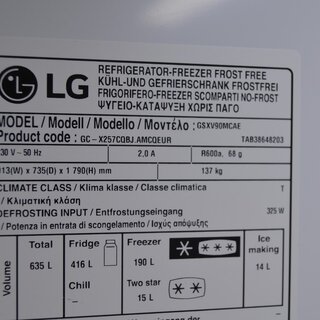 LG
REFRIGERATOR-FREEZER FROST FREE
KÜHL-UND GEFRIERSCHRANK FROSTFREI
FRIGORIFERO-FREEZER SCOMPARTI NO-FROST
ΨΥΓΕΙΟ-ΚΑΤΑΨΥΞΗ ΧΩΡΙΣ ΠΑΓΟ
MODEL / Modell / Modello / Μοντέλο : GSXV90MCAE
Product code : GC-X257CQBJ.AMCQEUR TAB38648203
230 V~ 50 Hz 2,0 A R600a, 68 g
913(W) x 735(D) x 1 790(H) mm 137 kg
CLIMATE CLASS / Klima klasse / Classe climatica T
/ Κλιματική κλάση
DEFROSTING INPUT / Entfrostungseingang 325 W
/ Potenza in entrata di scongelamento / Ισχύς απόψυξης
Volume
Total Fridge Freezer Ice making
635 L 416 L 190 L 14 L
Chill Two star
- 15 L